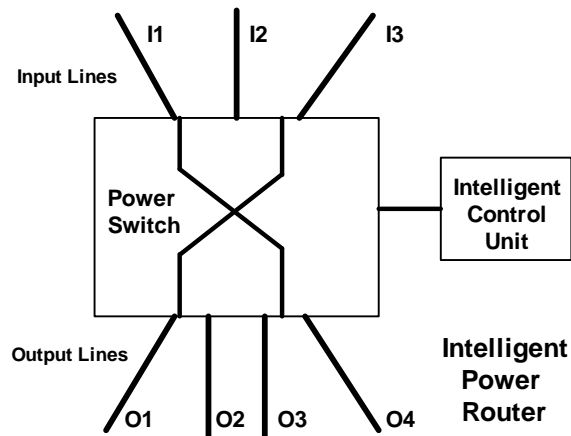 I1 I2 I3
Input Lines
Power
Switch
Intelligent
Control
Unit
Output Lines
O1 O2 O3 O4
Intelligent
Power
Router